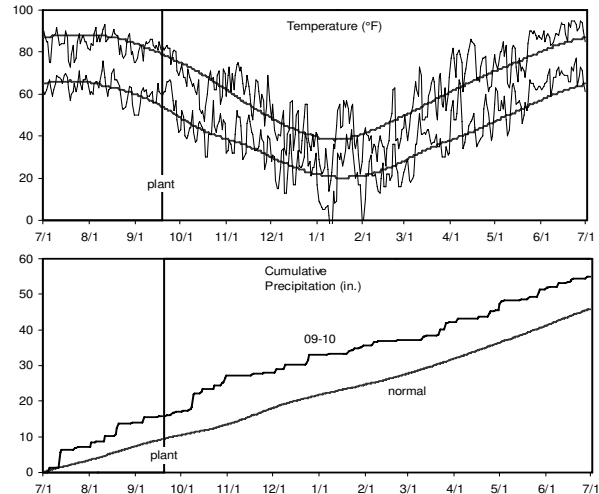 100
Temperature (°F)
80
60
40
20
plant
0
7/1 8/1 9/1 10/1 11/1 12/1 1/1 2/1 3/1 4/1 5/1 6/1 7/1
60
Cumulative
Precipitation (in.)
50
40
09-10
30
normal
20
10
plant
0
7/1 8/1 9/1 10/1 11/1 12/1 1/1 2/1 3/1 4/1 5/1 6/1 7/1